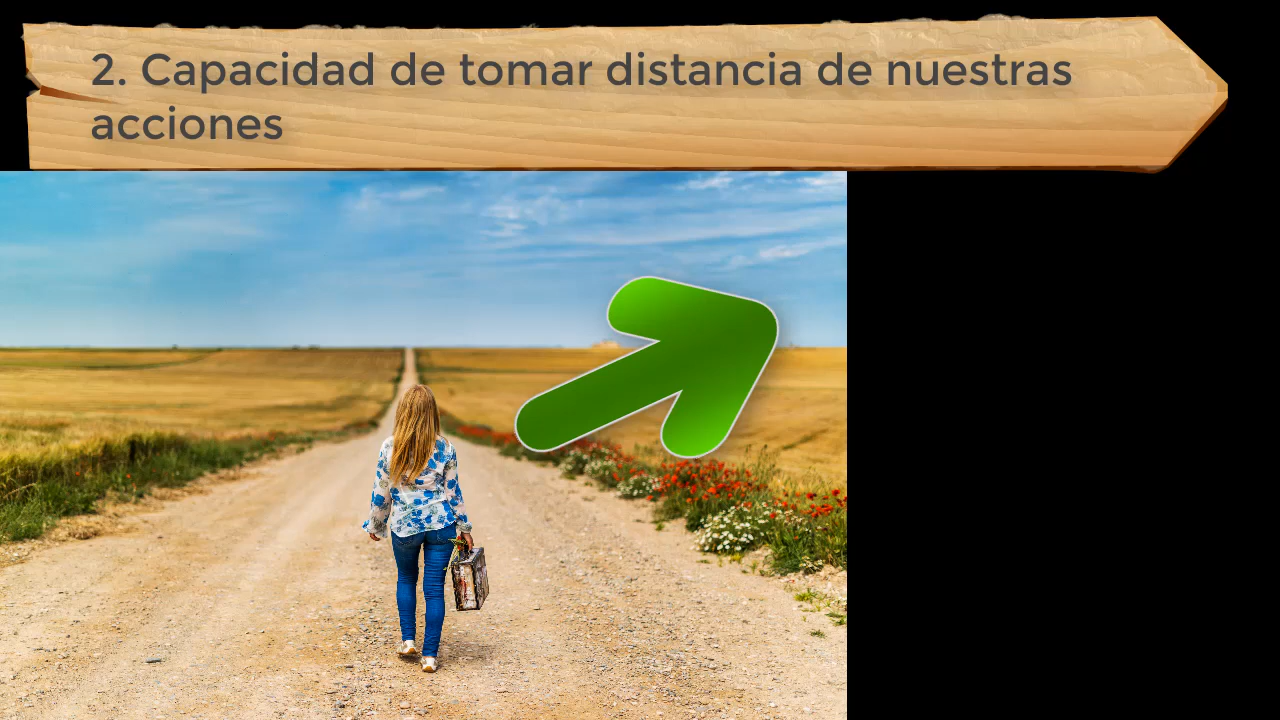 2. Capacidad de tomar distancia de nuestras
acciones